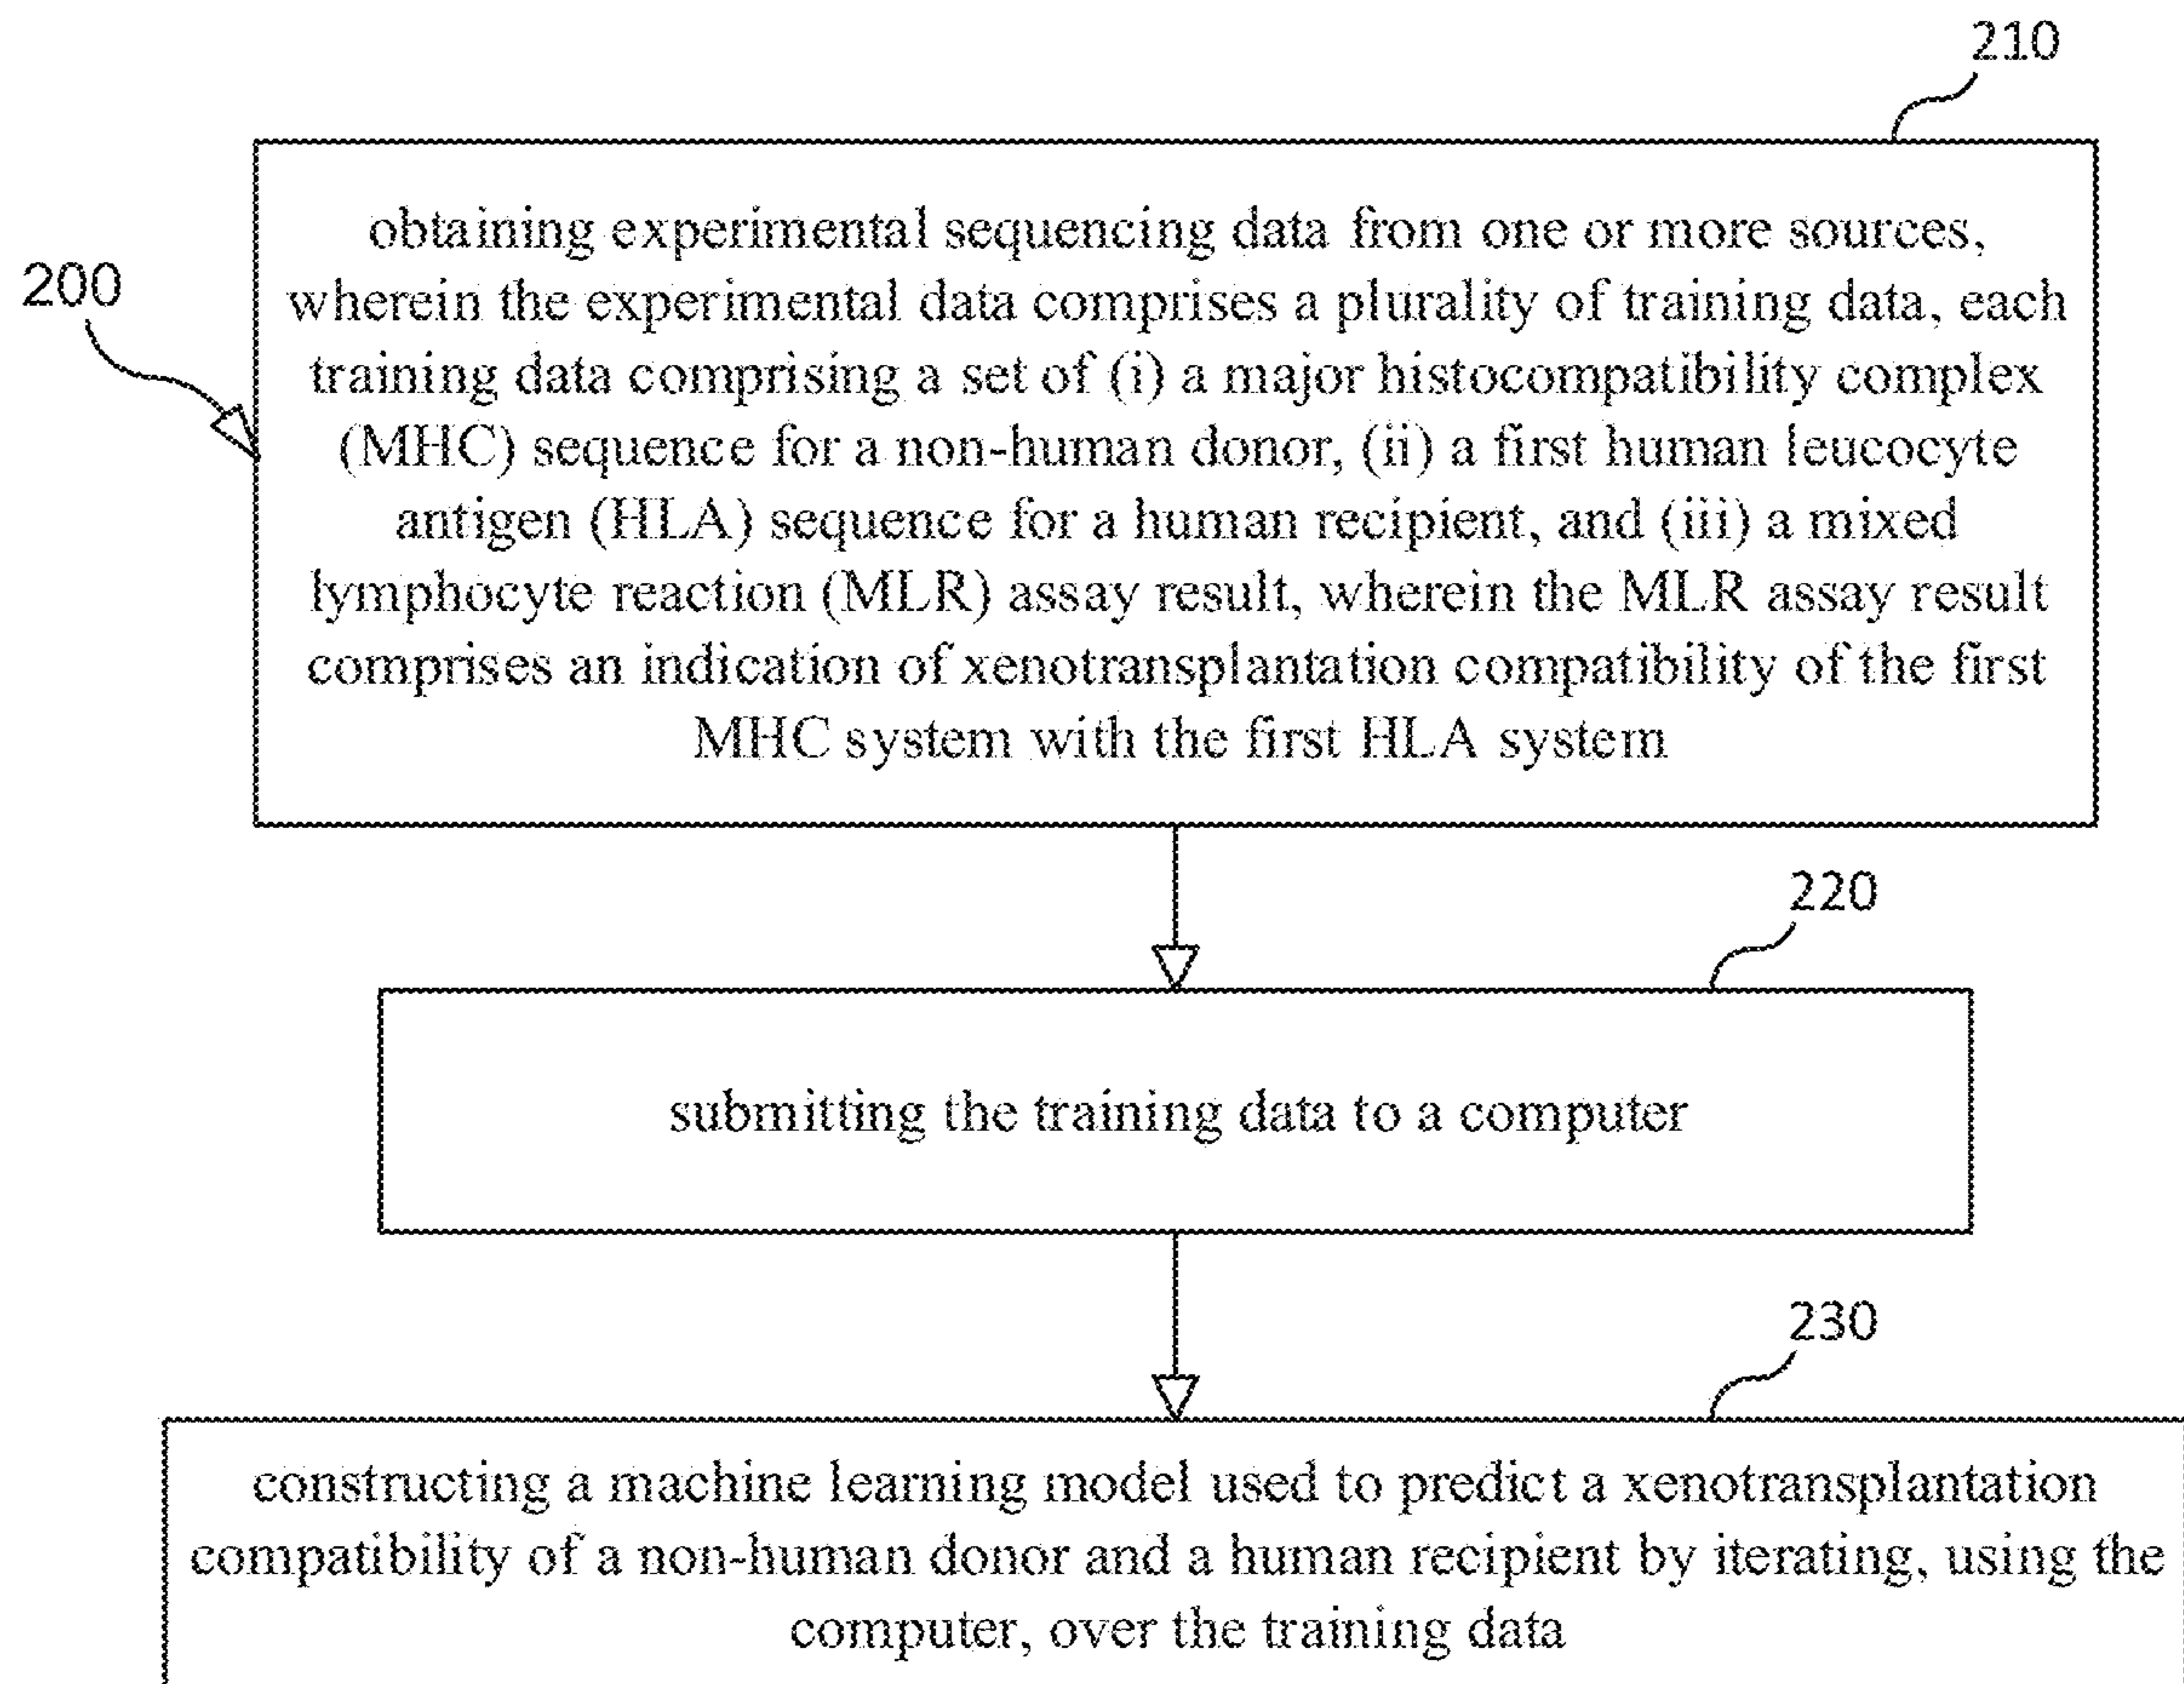 210
200
obtaining experimental sequencing data from one or more sources,
wherein the experimental data comprises a plurality of training data, each
training data comprising a set of (i) a major histocompatibility complex
(MHC) sequence for a non-human donor, (ii) a first human leucocyte
antigen (HLA) sequence for a human recipient, and (iii) a mixed
lymphocyte reaction (MLR) assay result, wherein the MLR assay result
comprises an indication of xenotransplantation compatibility of the first
MHC system with the first HLA system
220
submitting the training data to a computer
230
constructing a machine learning model used to predict a xenotransplantation
compatibility of a non-human donor and a human recipient by iterating, using the
computer, over the training data